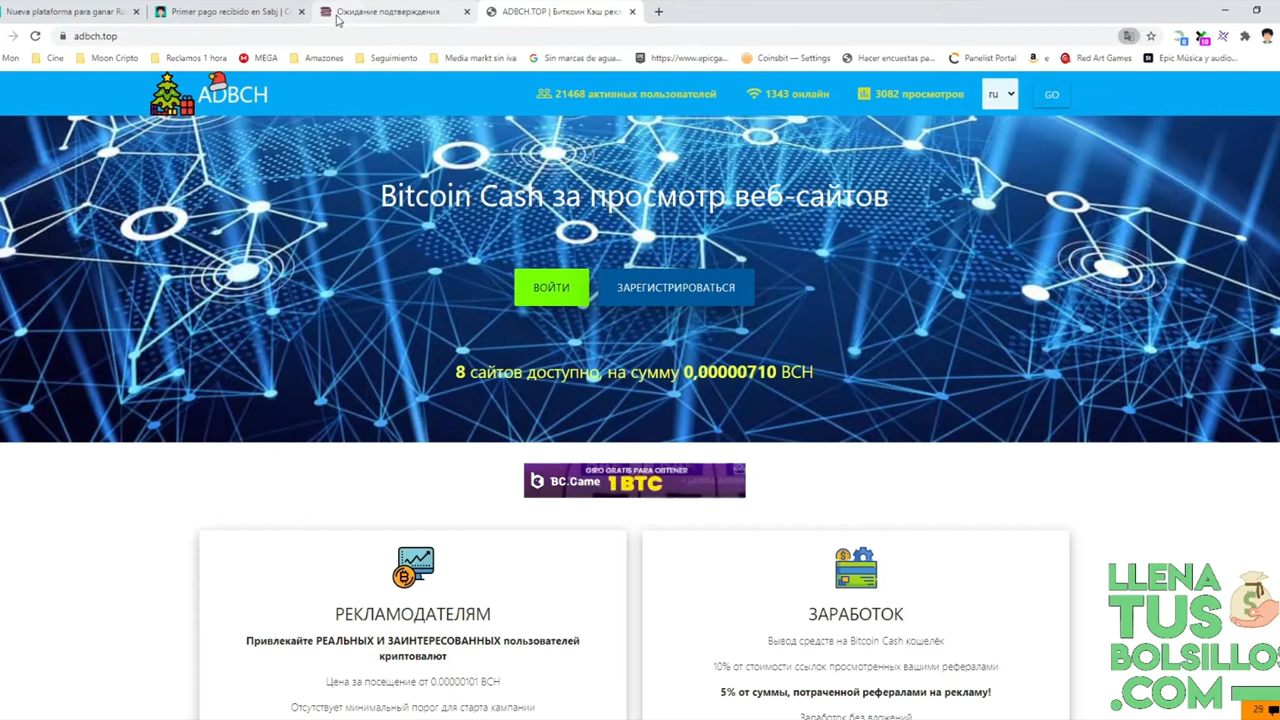 Nueva plataforma para ganar Ru
Primer pago recibido en Sabj | C
Ожидание подтверждения
ADBCH.TOP | Биткоин Кэш рекл
adbch.top
Mon
Cine
Moon Cripto
Reclamos 1 hora
MEGA
Amazones
Seguimiento
Media markt sin iva
Sin marcas de agua...
https://www.epicga...
Coinsbit — Settings
Hacer encuestas pa...
Panelist Portal
e
Red Art Games
Epic Música y audio...
ADBCH
21468 активных пользователей
1343 онлайн
3082 просмотров
ru
GO
Bitcoin Cash за просмотр веб-сайтов
ВОЙТИ
ЗАРЕГИСТРИРОВАТЬСЯ
8 сайтов доступно, на сумму 0,00000710 BCH
GIRO GRATIS PARA OBTENER
BC.Game 1BTC
РЕКЛАМОДАТЕЛЯМ
Привлекайте РЕАЛЬНЫХ И ЗАИНТЕРЕСОВАННЫХ пользователей
криптовалют
Цена за посещение от 0.00000101 BCH
Отсутствует минимальный порог для старта кампании
ЗАРАБОТОК
Вывод средств на Bitcoin Cash кошелёк
10% от стоимости ссылок просмотренных вашими рефералами
5% от суммы, потраченной рефералами на рекламу!
Заработок без вложений
LLENA
TUS
BOLSILLOS
.COM
29